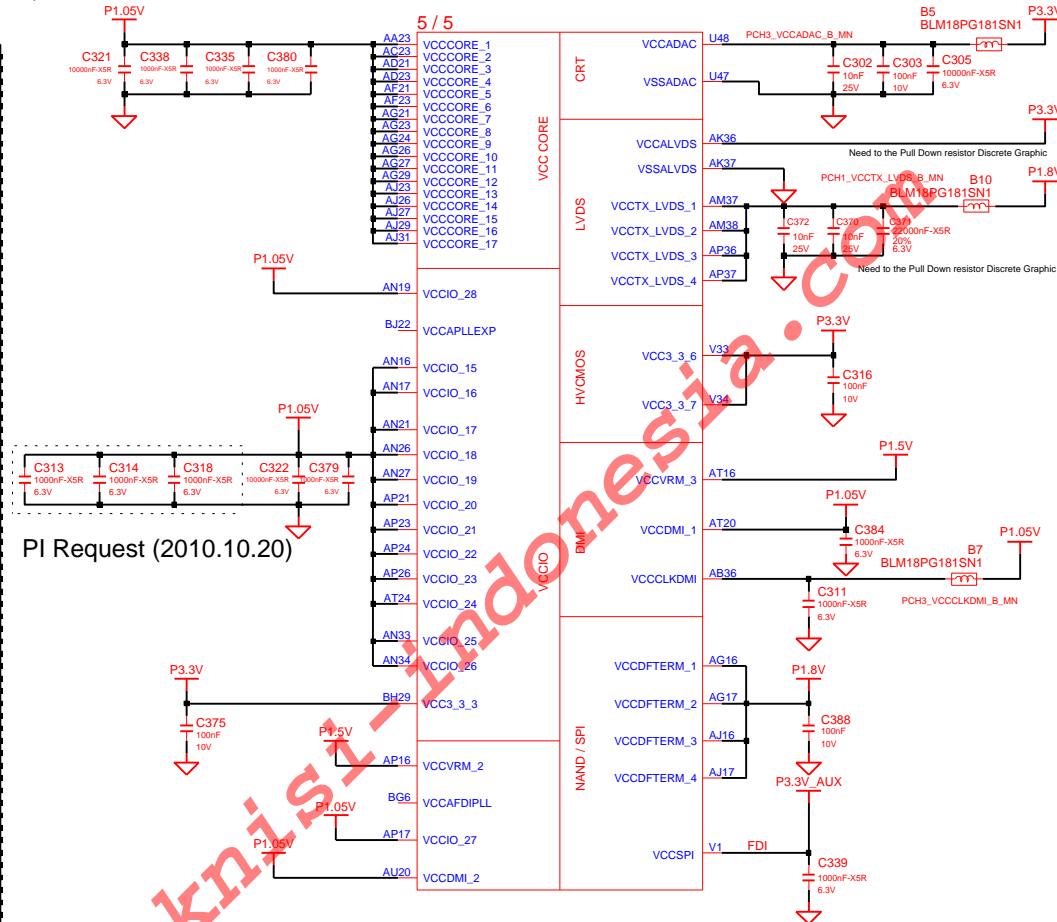 5 / 5
P1.05V
C321
10000nF-X5R
6.3V
C338
1000nF-X5R
6.3V
C335
1000nF-X5R
6.3V
C380
1000nF-X5R
6.3V
AA23 VCCCORE_1
AC23 VCCCORE_2
AD21 VCCCORE_3
AD23 VCCCORE_4
AF21 VCCCORE_5
AF23 VCCCORE_6
AG21 VCCCORE_7
AG23 VCCCORE_8
AG24 VCCCORE_9
AG26 VCCCORE_10
AG27 VCCCORE_11
AG29 VCCCORE_12
AJ23 VCCCORE_13
AJ26 VCCCORE_14
AJ27 VCCCORE_15
AJ29 VCCCORE_16
AJ31 VCCCORE_17
VCC CORE
P1.05V
AN19 VCCIO_28
BJ22 VCCAPLLEXP
AN16 VCCIO_15
AN17 VCCIO_16
AN21 VCCIO_17
AN26 VCCIO_18
AN27 VCCIO_19
AP21 VCCIO_20
AP23 VCCIO_21
AP24 VCCIO_22
AP26 VCCIO_23
AT24 VCCIO_24
AN33 VCCIO_25
AN34 VCCIO_26
VCCIO
P1.05V
C313
1000nF-X5R
6.3V
C314
1000nF-X5R
6.3V
C318
1000nF-X5R
6.3V
C322
10000nF-X5R
6.3V
C379
1000nF-X5R
6.3V
PI Request (2010.10.20)
P3.3V
BH29 VCC3_3_3
C375
100nF
10V
P1.5V
AP16 VCCVRM_2
BG6 VCCAFDIPLL
P1.05V
AP17 VCCIO_27
P1.05V
AU20 VCCDMI_2
CRT
VCCADAC U48
VSSADAC U47
PCH3_VCCADAC_B_MN
B5
BLM18PG181SN1
P3.3V
C302
10nF
25V
C303
100nF
10V
C305
10000nF-X5R
6.3V
LVDS
VCCALVDS AK36
P3.3V
Need to the Pull Down resistor Discrete Graphic
VSSALVDS AK37
VCCTX_LVDS_1 AM37
VCCTX_LVDS_2 AM38
VCCTX_LVDS_3 AP36
VCCTX_LVDS_4 AP37
PCH1_VCCTX_LVDS_B_MN
B10
BLM18PG181SN1
P1.8V
C372
10nF
25V
C370
10nF
25V
C371
22000nF-X5R
20%
6.3V
Need to the Pull Down resistor Discrete Graphic
HVCMOS
P3.3V
VCC3_3_6 V33
VCC3_3_7 V34
C316
100nF
10V
DMI
P1.5V
VCCVRM_3 AT16
P1.05V
VCCDMI_1 AT20
C384
1000nF-X5R
6.3V
VCCCLKDMI AB36
B7
BLM18PG181SN1
P1.05V
PCH3_VCCCLKDMI_B_MN
C311
1000nF-X5R
6.3V
NAND / SPI
VCCDFTERM_1 AG16
VCCDFTERM_2 AG17
VCCDFTERM_3 AJ16
VCCDFTERM_4 AJ17
P1.8V
C388
100nF
10V
P3.3V_AUX
VCCSPI V1
FDI
C339
1000nF-X5R
6.3V
knisi-indonesia.com